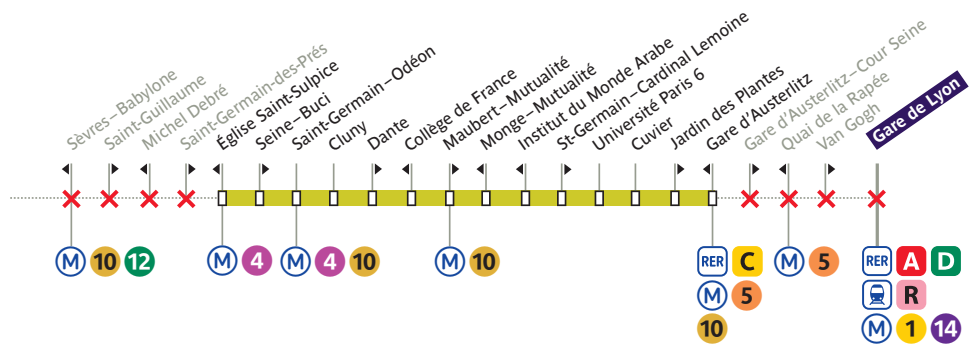 Sèvres–Babylone
Saint-Guillaume
Michel Debré
Saint-Germain-des-Prés
Église Saint-Sulpice
Seine–Buci
Saint-Germain–Odéon
Cluny
Dante
Collège de France
Maubert–Mutualité
Monge–Mutualité
Institut du Monde Arabe
St-Germain–Cardinal Lemoine
Université Paris 6
Cuvier
Jardin des Plantes
Gare d'Austerlitz
Gare d'Austerlitz–Cour Seine
Quai de la Rapée
Van Gogh
Gare de Lyon
M 10 12
M 4
M 4 10
M 10
RER C
M 5
10
M 5
RER A D
R
M 1 14